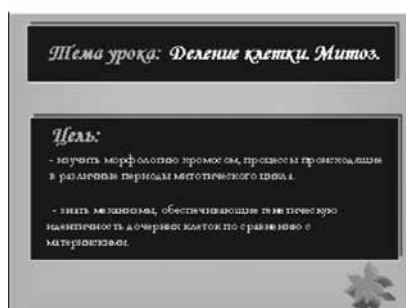 Тема урока: Деление клетки. Митоз.
Цель:
- изучить морфологию хромосом, процессы происходящие
в различные периоды митотического цикла.
- знать механизмы, обеспечивающие генетическую
идентичность дочерних клеток по сравнению с
материнскими.